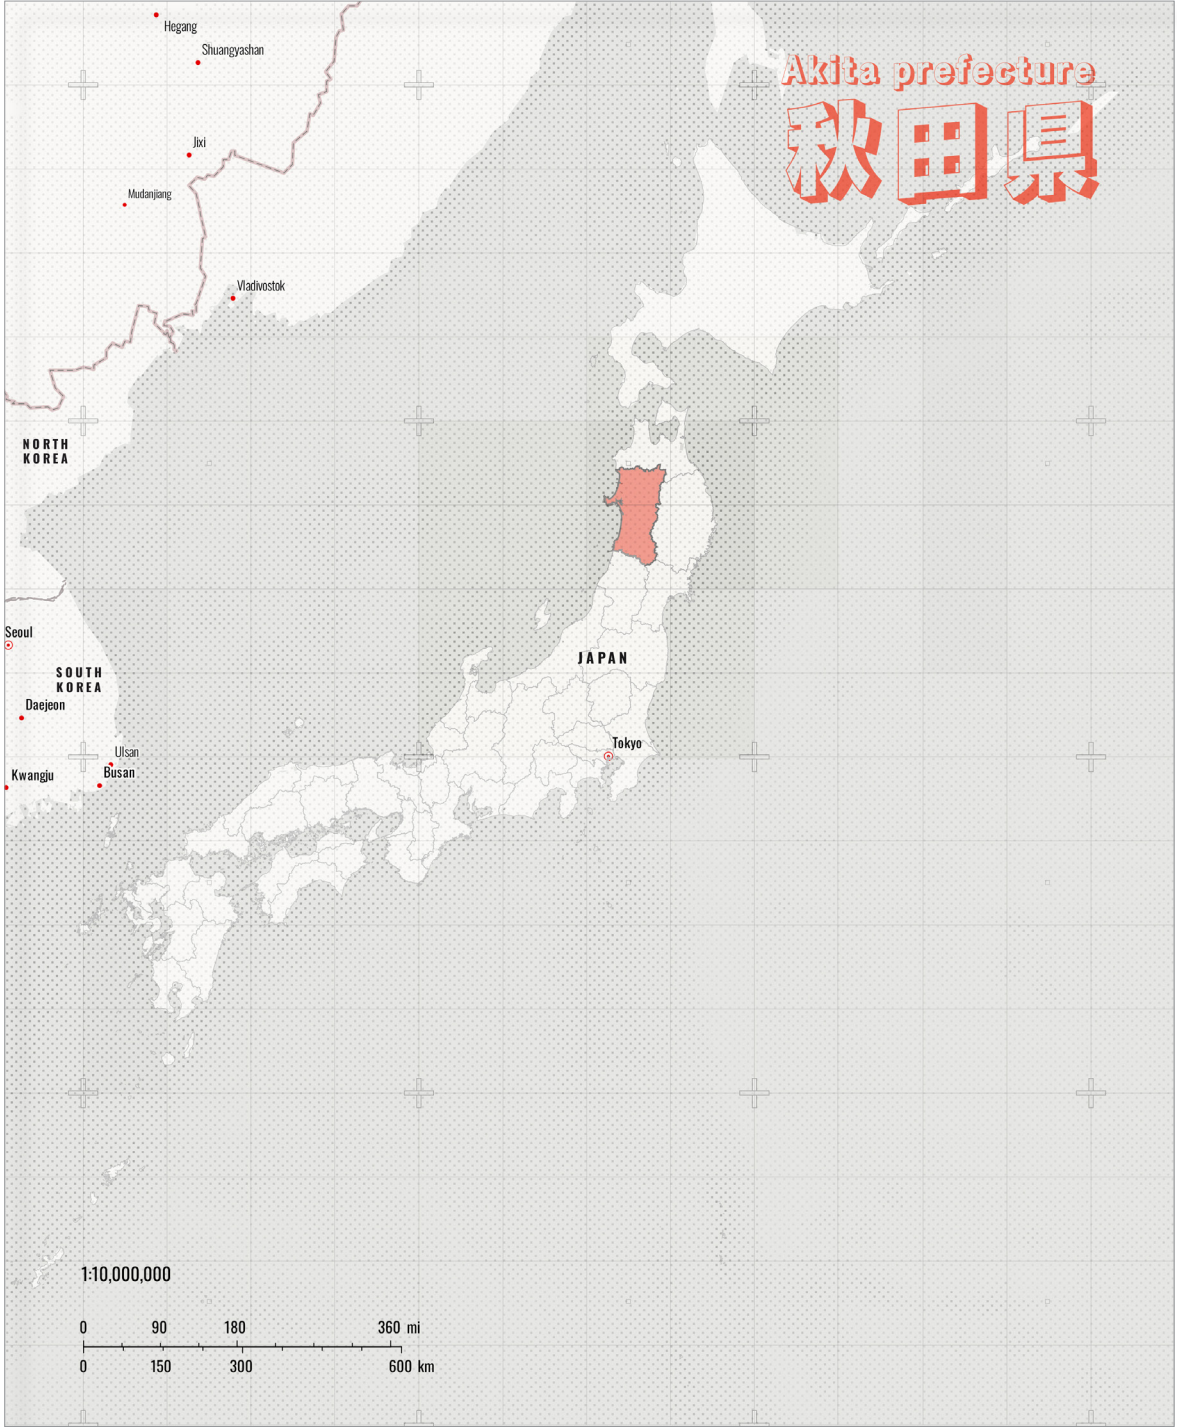 Hegang
Shuangyashan
Akita prefecture
秋田県
Jixi
Mudanjiang
Vladivostok
NORTH
KOREA
Seoul
JAPAN
SOUTH
KOREA
Daejeon
Tokyo
Ulsan
Busan
Kwangju
1:10,000,000
0 90 180 360 mi
0 150 300 600 km